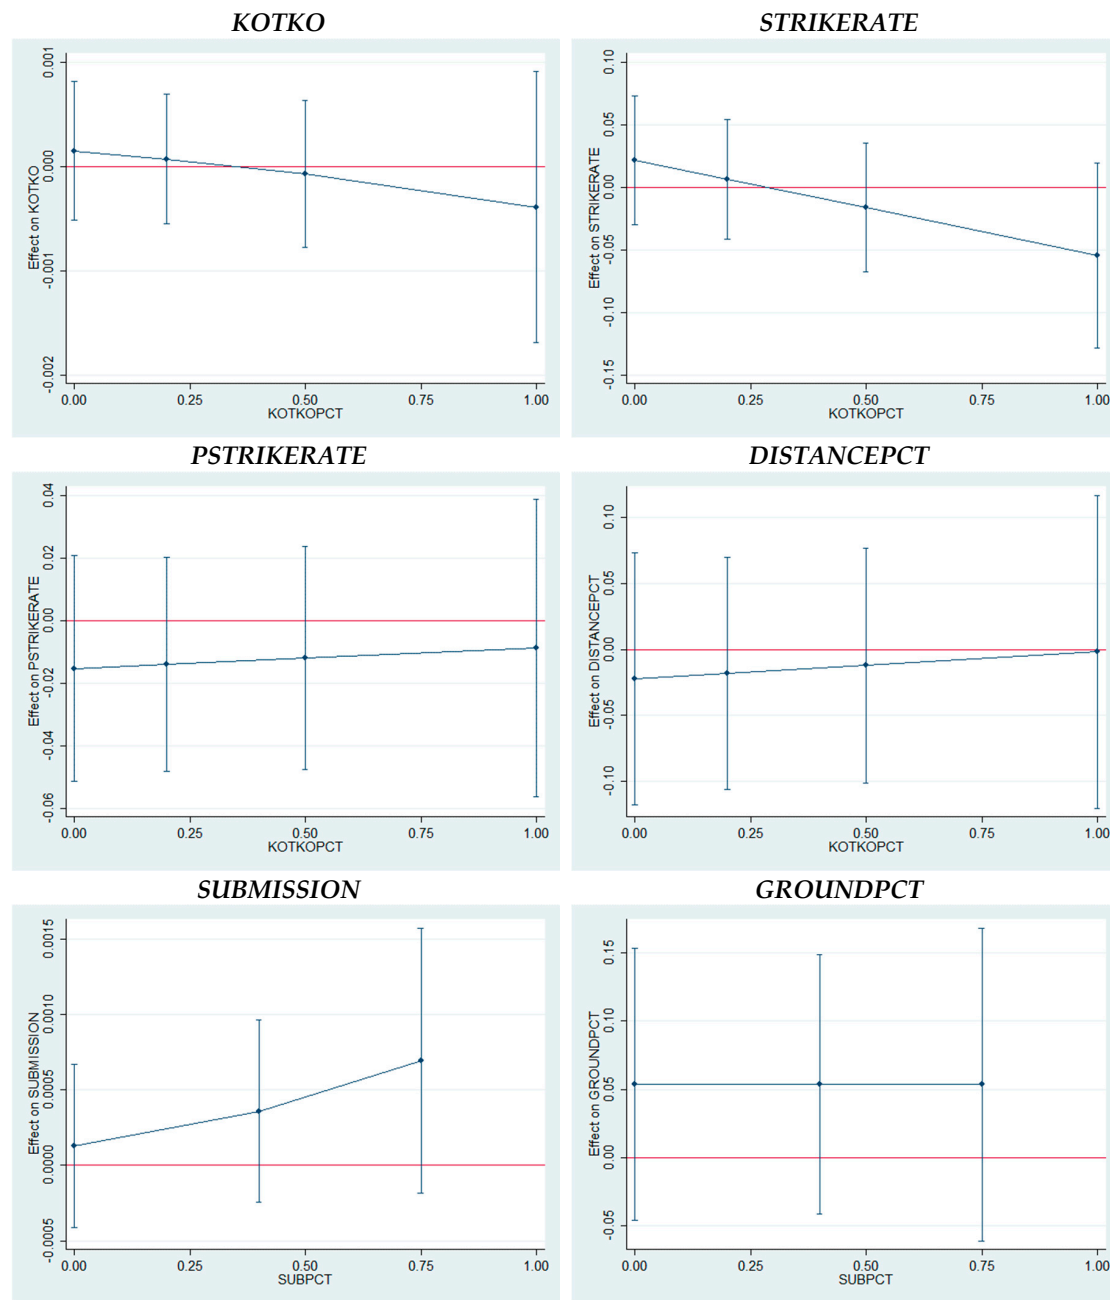 KOTKO
Effect on KOTKO
0.001
0.000
-0.001
-0.002
0.00 0.25 0.50 0.75 1.00
KOTKOPCT
STRIKERATE
Effect on STRIKERATE
0.10
0.05
0.00
-0.05
-0.10
-0.15
0.00 0.25 0.50 0.75 1.00
KOTKOPCT
PSTRIKERATE
Effect on PSTRIKERATE
0.04
0.02
0.00
-0.02
-0.04
-0.06
0.00 0.25 0.50 0.75 1.00
KOTKOPCT
DISTANCEPCT
Effect on DISTANCEPCT
0.10
0.05
0.00
-0.05
-0.10
0.00 0.25 0.50 0.75 1.00
KOTKOPCT
SUBMISSION
Effect on SUBMISSION
0.0015
0.0010
0.0005
0.0000
-0.0005
0.00 0.25 0.50 0.75 1.00
SUBPCT
GROUNDPCT
Effect on GROUNDPCT
0.15
0.10
0.05
0.00
-0.05
0.00 0.25 0.50 0.75 1.00
SUBPCT